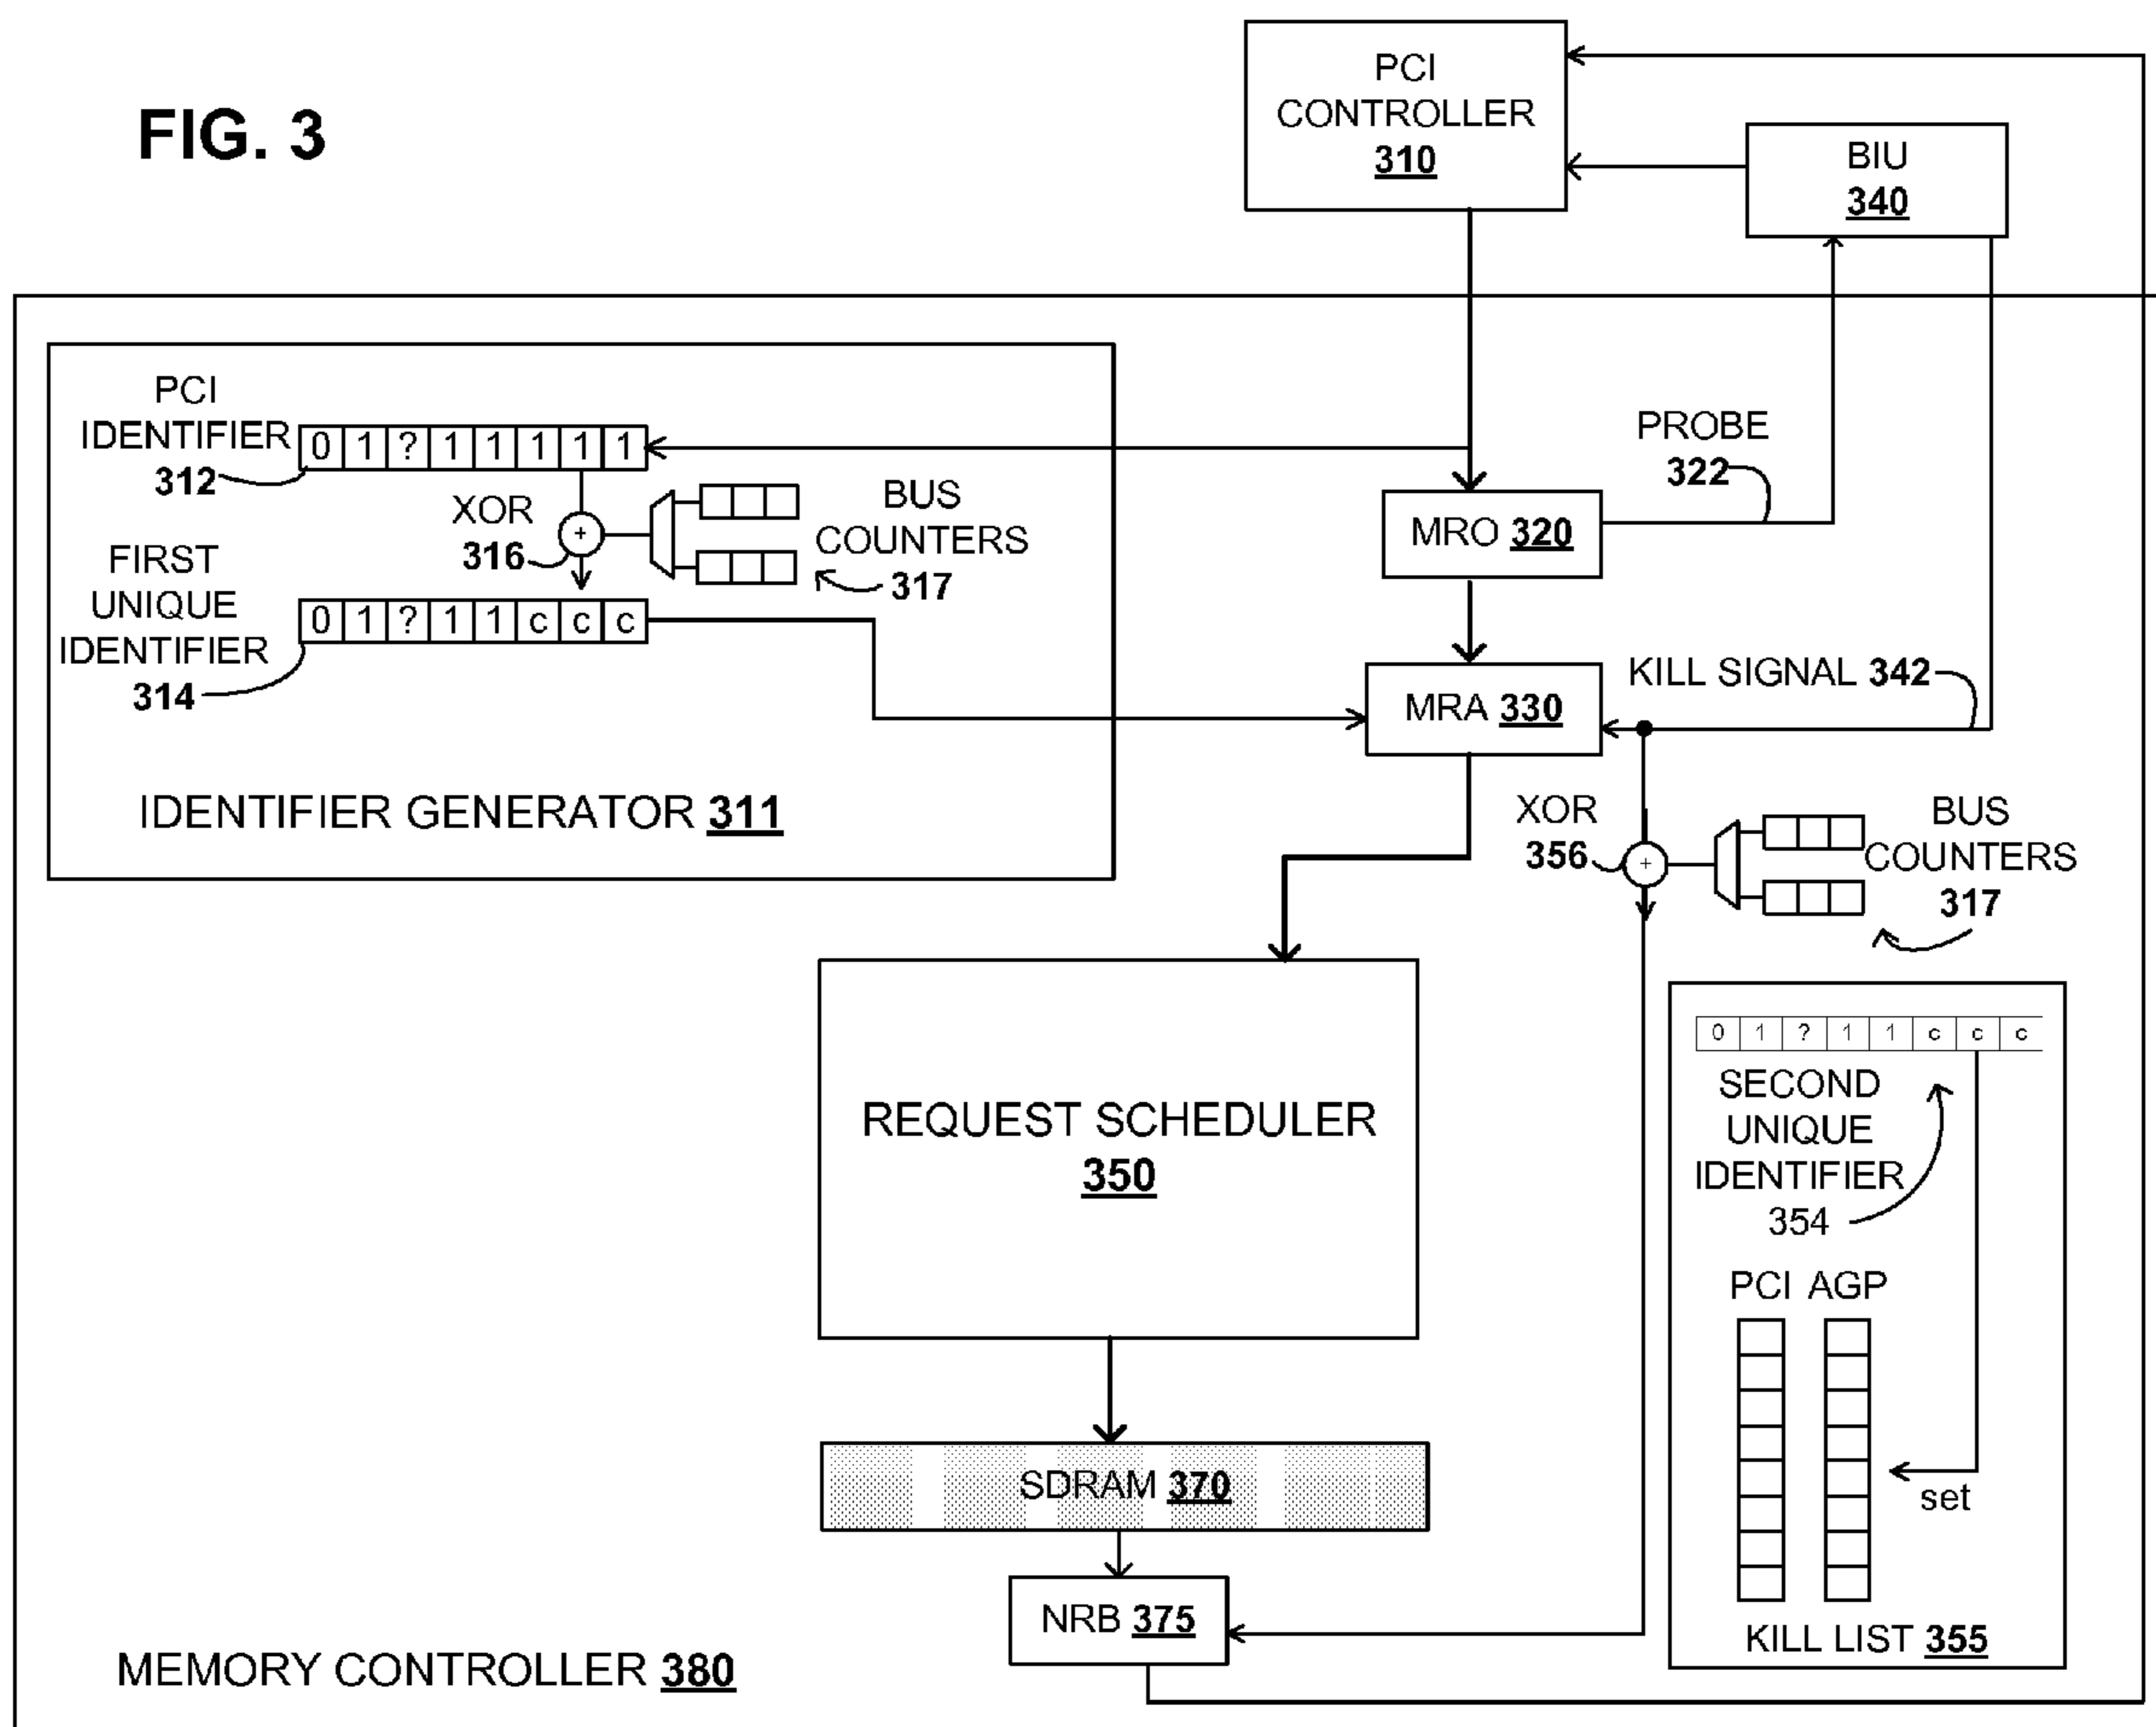 FIG. 3
PCI
CONTROLLER
310
BIU
340
PCI
IDENTIFIER
312
0 1 ? 1 1 1 1 1
XOR
316
BUS
COUNTERS
317
+
FIRST
UNIQUE
IDENTIFIER
314
0 1 ? 1 1 c c c
IDENTIFIER GENERATOR 311
PROBE
322
MRO 320
MRA 330
KILL SIGNAL 342
XOR
356
+
BUS
COUNTERS
317
REQUEST SCHEDULER
350
0 1 ? 1 1 c c c
SECOND
UNIQUE
IDENTIFIER
354
PCI AGP
set
KILL LIST 355
SDRAM 370
NRB 375
MEMORY CONTROLLER 380